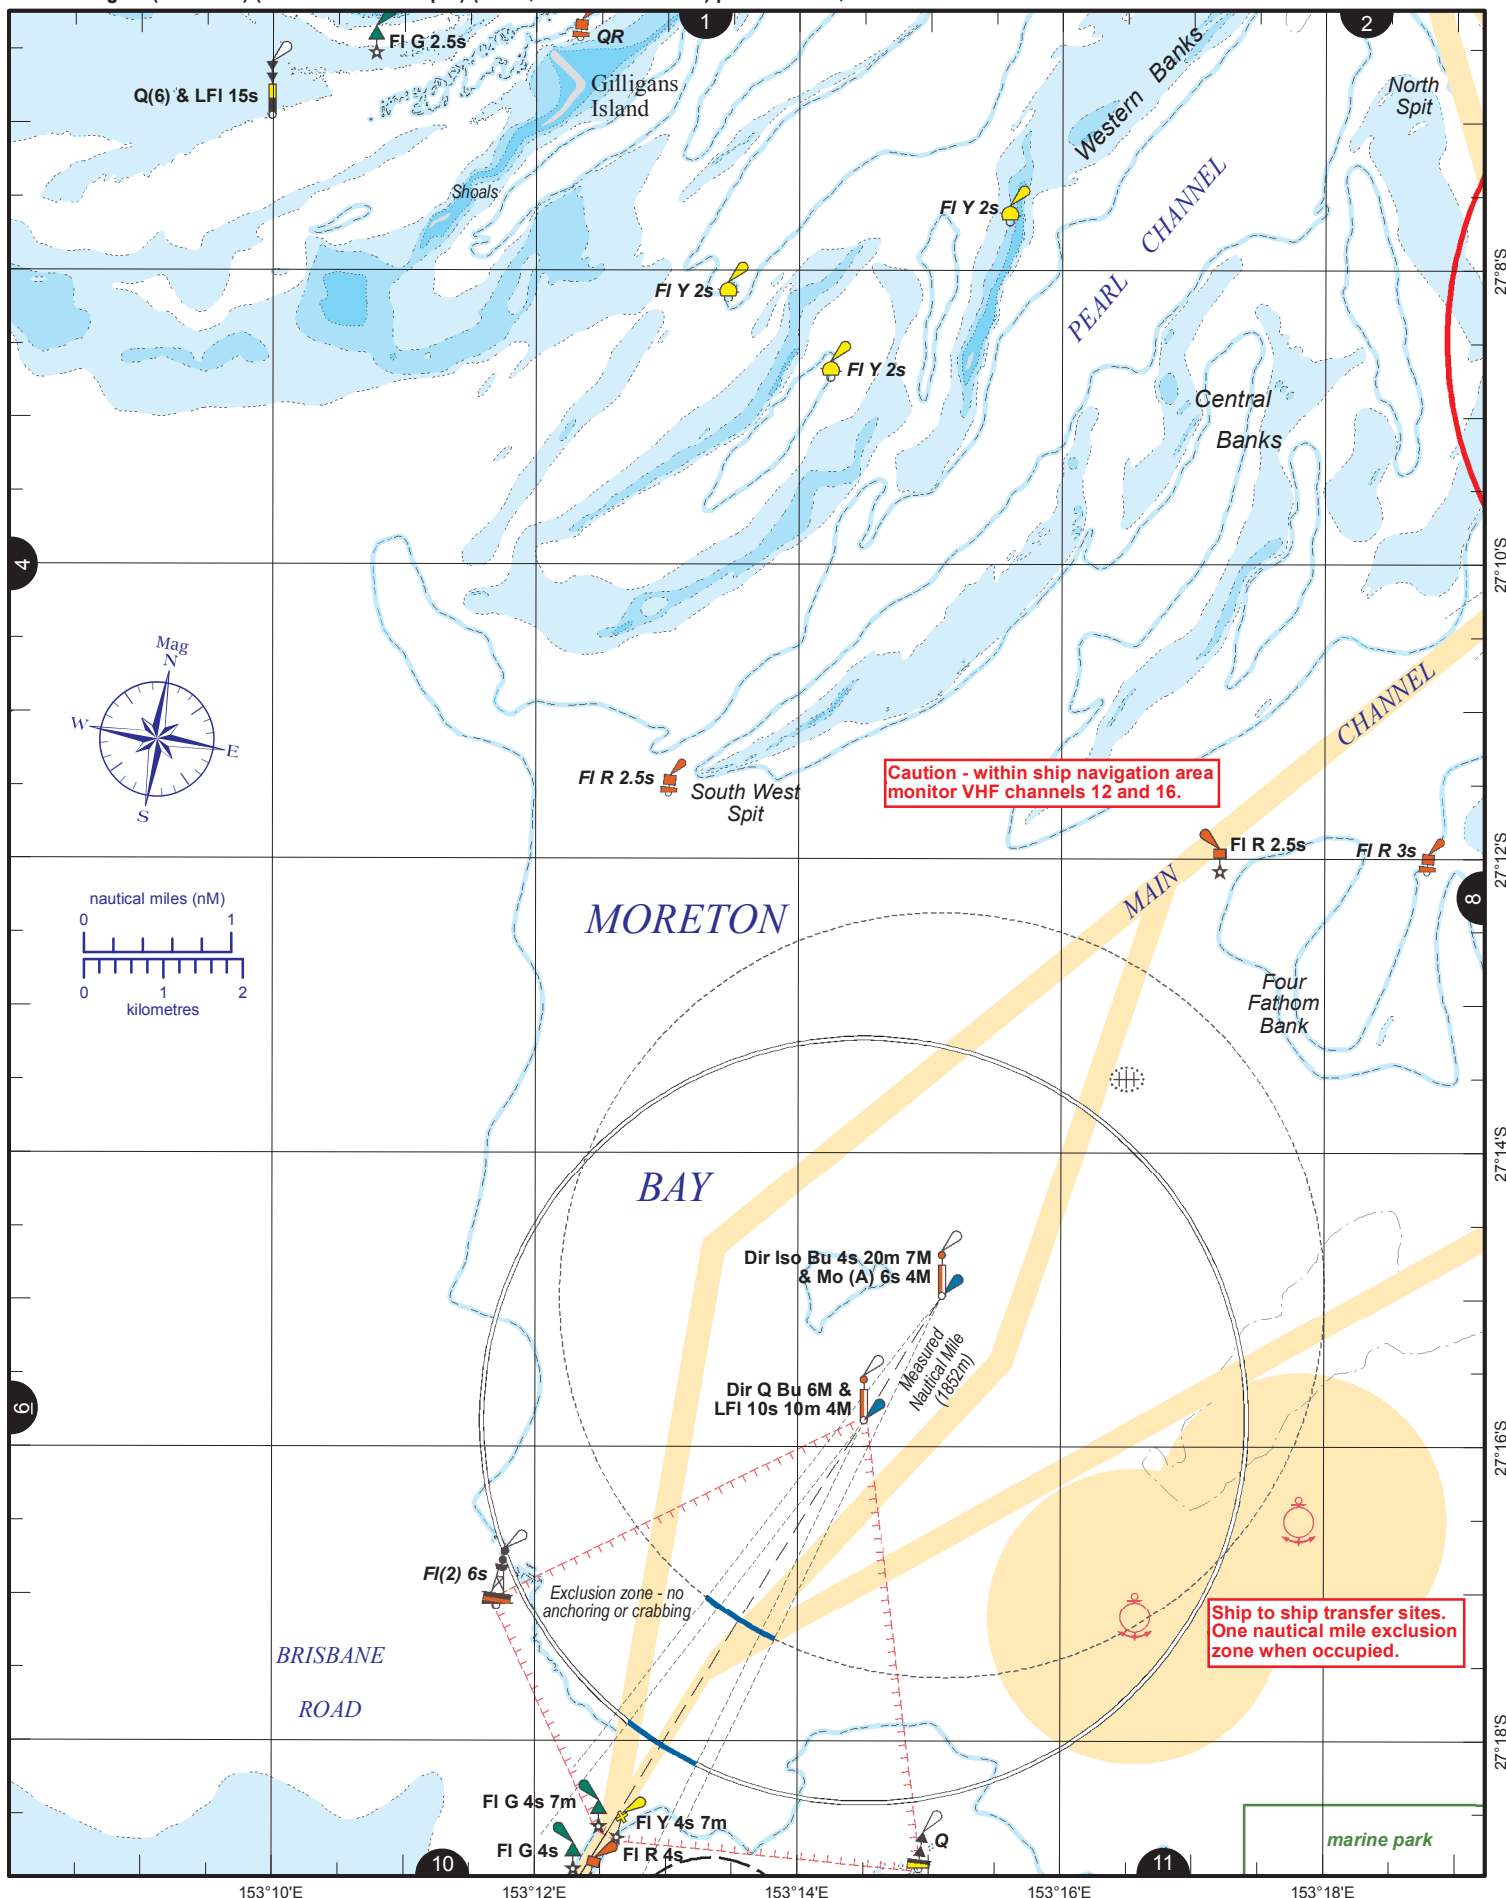 1
2
Fl G 2.5s
QR
Q(6) & LFl 15s
Gilligans
Island
Western Banks
North
Spit
Shoals
Fl Y 2s
PEARL CHANNEL
27°8'S
Fl Y 2s
Fl Y 2s
Central
Banks
4
27°10'S
Mag
N
W
E
S
CHANNEL
Fl R 2.5s
South West
Spit
Caution - within ship navigation area
monitor VHF channels 12 and 16.
Fl R 2.5s
Fl R 3s
27°12'S
MAIN
8
nautical miles (nM)
0 1
0 1 2
kilometres
MORETON
Four
Fathom
Bank
27°14'S
BAY
Dir Iso Bu 4s 20m 7M
& Mo (A) 6s 4M
Measured
Nautical Mile
(1852m)
Dir Q Bu 6M &
LFl 10s 10m 4M
6
27°16'S
Fl(2) 6s
Exclusion zone - no
anchoring or crabbing
Ship to ship transfer sites.
One nautical mile exclusion
zone when occupied.
BRISBANE
ROAD
27°18'S
Fl G 4s 7m
Fl Y 4s 7m
Fl G 4s
Fl R 4s
Q
marine park
10
11
153°10'E
153°12'E
153°14'E
153°16'E
153°18'E